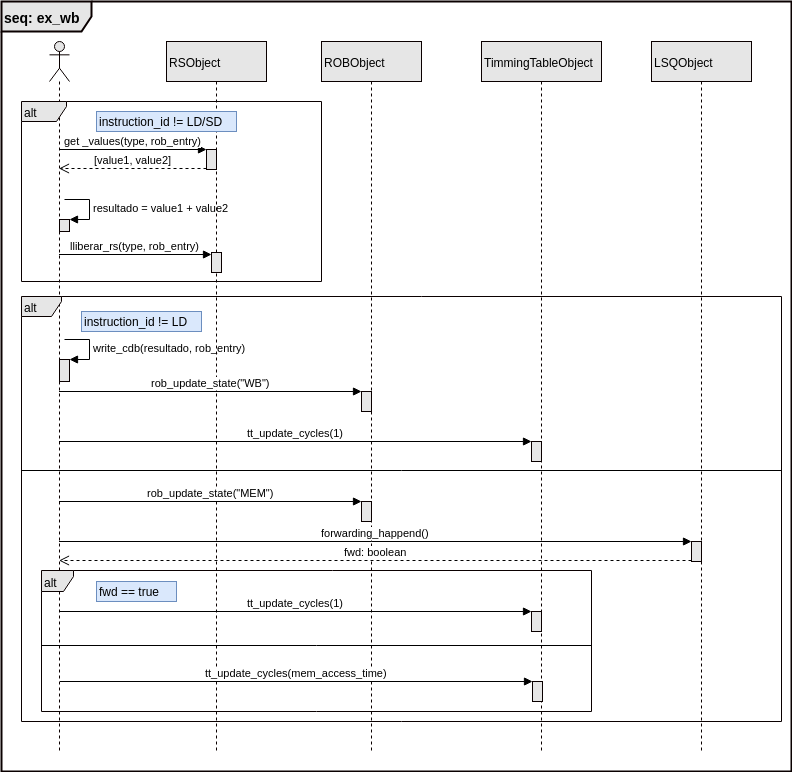 seq: ex_wb
RSObject
ROBObject
TimmingTableObject
LSQObject
alt
instruction_id != LD/SD
get _values(type, rob_entry)
[value1, value2]
resultado = value1 + value2
lliberar_rs(type, rob_entry)
alt
instruction_id != LD
write_cdb(resultado, rob_entry)
rob_update_state("WB")
tt_update_cycles(1)
rob_update_state("MEM")
forwarding_happend()
fwd: boolean
alt
fwd == true
tt_update_cycles(1)
tt_update_cycles(mem_access_time)